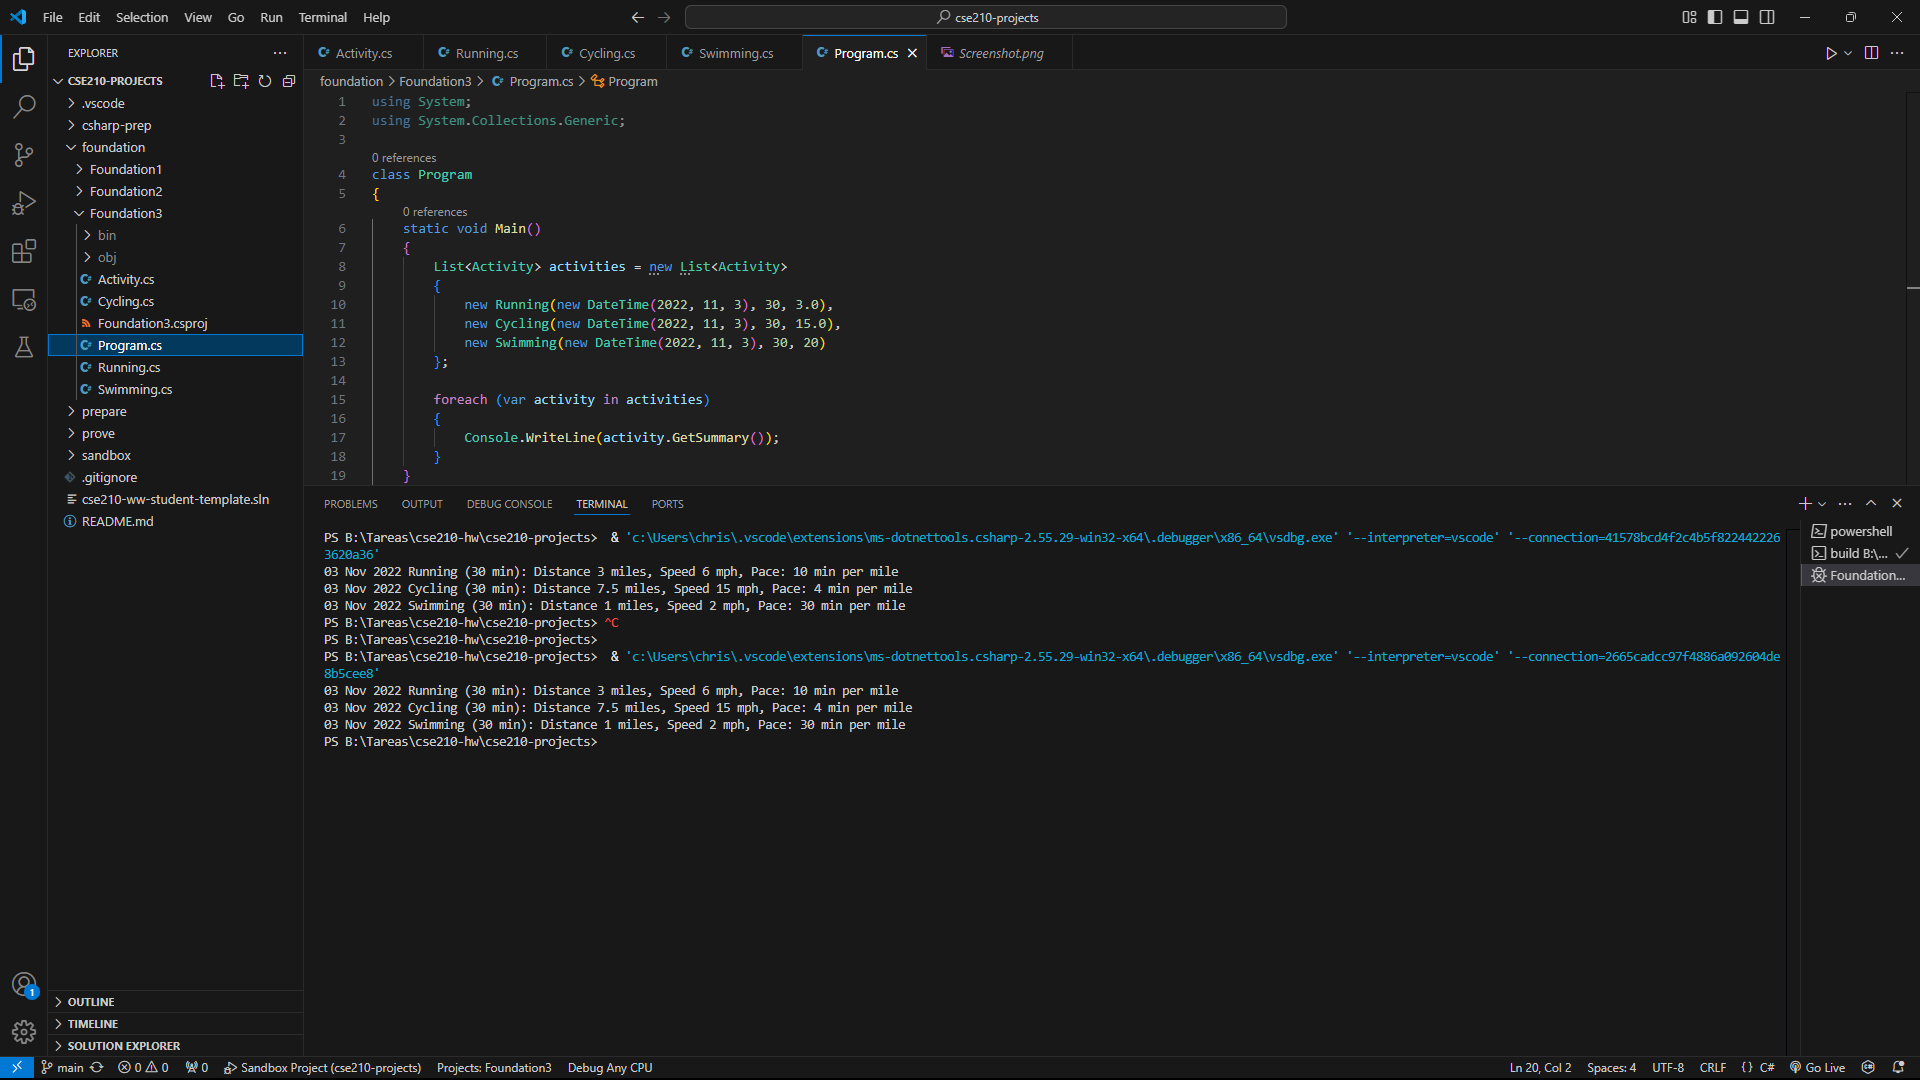 File Edit Selection View Go Run Terminal Help
cse210-projects
EXPLORER
CSE210-PROJECTS
.vscode
csharp-prep
foundation
Foundation1
Foundation2
Foundation3
bin
obj
Activity.cs
Cycling.cs
Foundation3.csproj
Program.cs
Running.cs
Swimming.cs
prepare
prove
sandbox
.gitignore
cse210-ww-student-template.sln
README.md
OUTLINE
TIMELINE
SOLUTION EXPLORER
Activity.cs Running.cs Cycling.cs Swimming.cs Program.cs Screenshot.png
foundation > Foundation3 > Program.cs > Program
1 using System;
2 using System.Collections.Generic;
3
0 references
4 class Program
5 {
0 references
6 static void Main()
7 {
8 List<Activity> activities = new List<Activity>
9 {
10 new Running(new DateTime(2022, 11, 3), 30, 3.0),
11 new Cycling(new DateTime(2022, 11, 3), 30, 15.0),
12 new Swimming(new DateTime(2022, 11, 3), 30, 20)
13 };
14
15 foreach (var activity in activities)
16 {
17 Console.WriteLine(activity.GetSummary());
18 }
19 }
PROBLEMS OUTPUT DEBUG CONSOLE TERMINAL PORTS
PS B:\Tareas\cse210-hw\cse210-projects> & 'c:\Users\chris\.vscode\extensions\ms-dotnettools.csharp-2.55.29-win32-x64\.debugger\x86_64\vsdbg.exe' '--interpreter=vscode' '--connection=41578bcd4f2c4b5f822442226
3620a36'
03 Nov 2022 Running (30 min): Distance 3 miles, Speed 6 mph, Pace: 10 min per mile
03 Nov 2022 Cycling (30 min): Distance 7.5 miles, Speed 15 mph, Pace: 4 min per mile
03 Nov 2022 Swimming (30 min): Distance 1 miles, Speed 2 mph, Pace: 30 min per mile
PS B:\Tareas\cse210-hw\cse210-projects> ^C
PS B:\Tareas\cse210-hw\cse210-projects>
PS B:\Tareas\cse210-hw\cse210-projects> & 'c:\Users\chris\.vscode\extensions\ms-dotnettools.csharp-2.55.29-win32-x64\.debugger\x86_64\vsdbg.exe' '--interpreter=vscode' '--connection=2665cadcc97f4886a092604de
8b5cee8'
03 Nov 2022 Running (30 min): Distance 3 miles, Speed 6 mph, Pace: 10 min per mile
03 Nov 2022 Cycling (30 min): Distance 7.5 miles, Speed 15 mph, Pace: 4 min per mile
03 Nov 2022 Swimming (30 min): Distance 1 miles, Speed 2 mph, Pace: 30 min per mile
PS B:\Tareas\cse210-hw\cse210-projects>
powershell
build B:\...
Foundation...
1
main 0 0 0 Sandbox Project (cse210-projects) Projects: Foundation3 Debug Any CPU
Ln 20, Col 2 Spaces: 4 UTF-8 CRLF {} C# Go Live